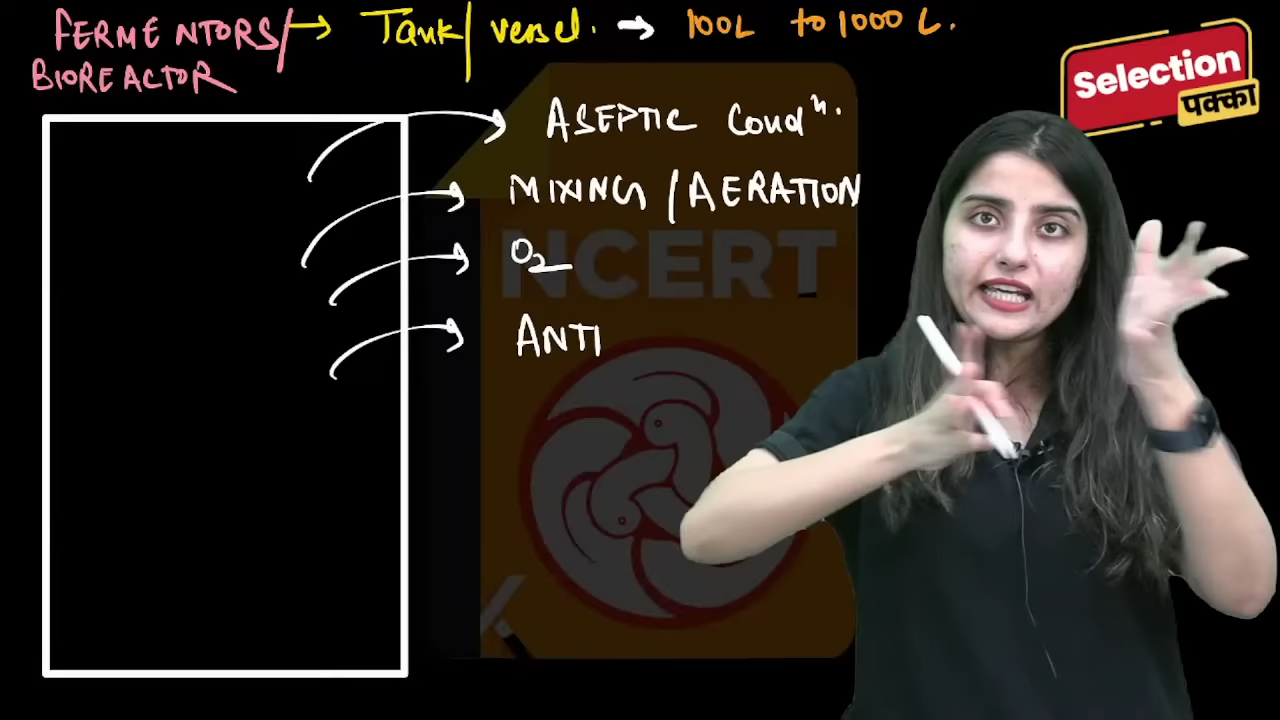 FERMENTORS/ → Tank/vessel. → 100L to 1000 L.
BIOREACTOR
Selection
पक्का
ASEPTIC Condⁿ.
MIXING/AERATION
O₂
NCERT
ANTI